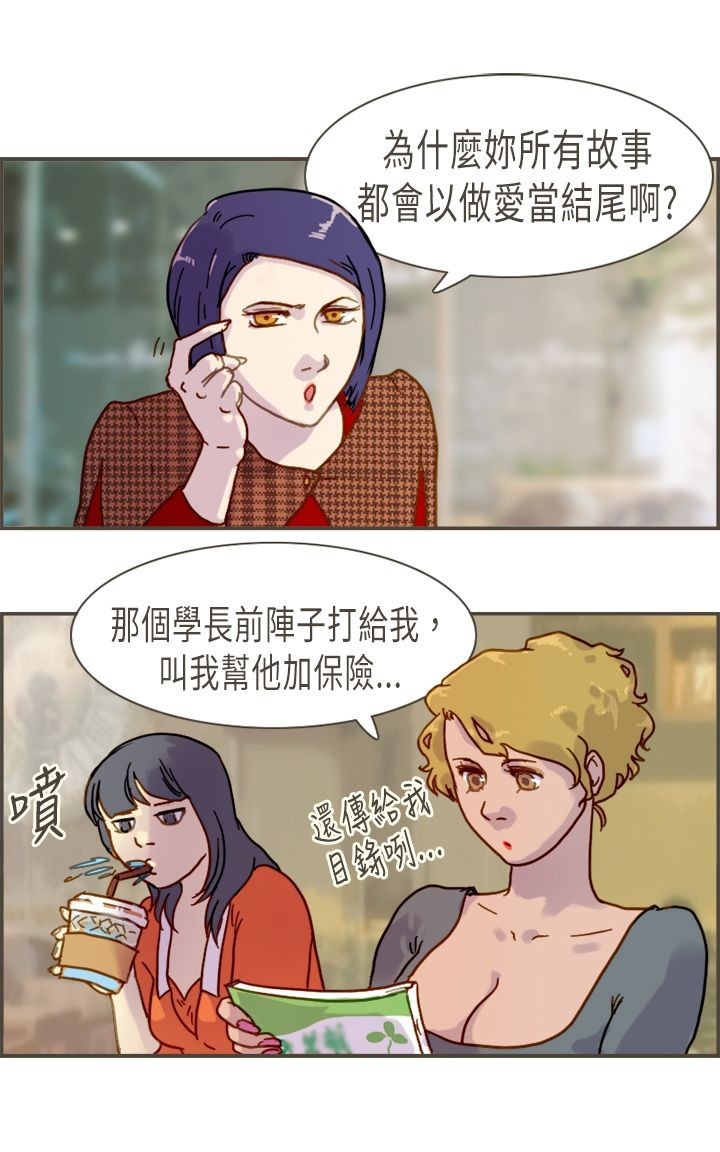 為什麼妳所有故事
都會以做愛當結尾啊?
那個學長前陣子打給我，
叫我幫他加保險...
噴
還傳給我
目錄咧...